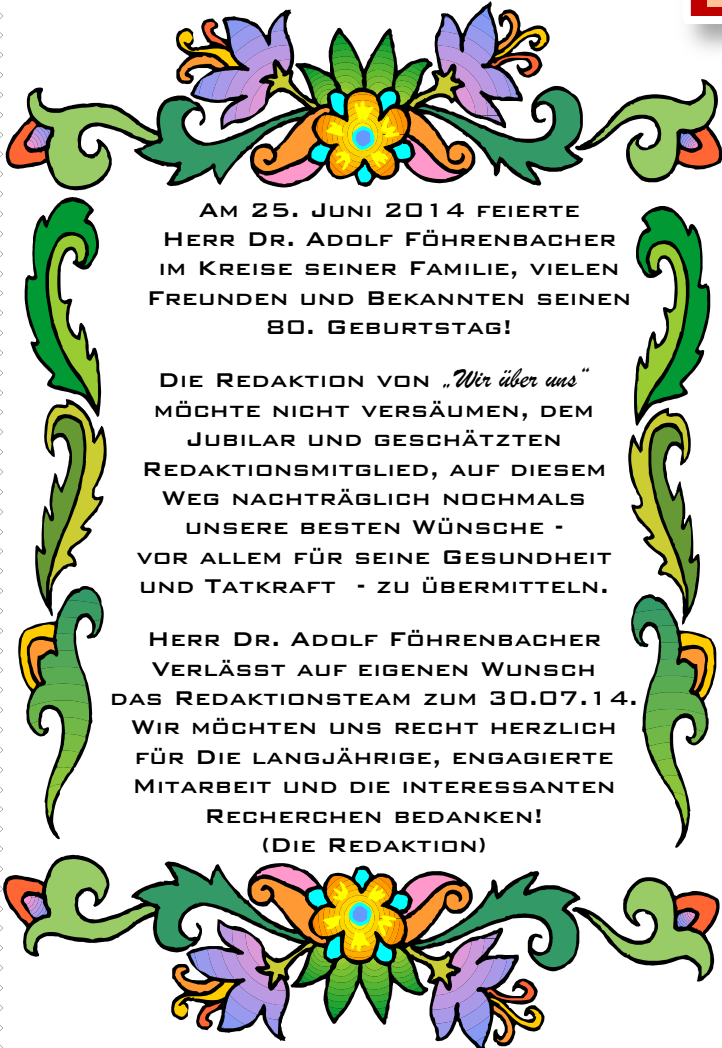 Am 25. Juni 2014 feierte
Herr Dr. Adolf Föhrenbacher
im Kreise seiner Familie, vielen
Freunden und Bekannten seinen
80. Geburtstag!
Die Redaktion von „Wir über uns“
möchte nicht versäumen, dem
Jubilar und geschätzten
Redaktionsmitglied, auf diesem
Weg nachträglich nochmals
unsere besten Wünsche -
vor allem für seine Gesundheit
und Tatkraft - zu übermitteln.
Herr Dr. Adolf Föhrenbacher
verlässt auf eigenen Wunsch
das Redaktionsteam zum 30.07.14.
Wir möchten uns recht herzlich
für Die langjährige, engagierte
Mitarbeit und die interessanten
Recherchen bedanken!
(Die Redaktion)